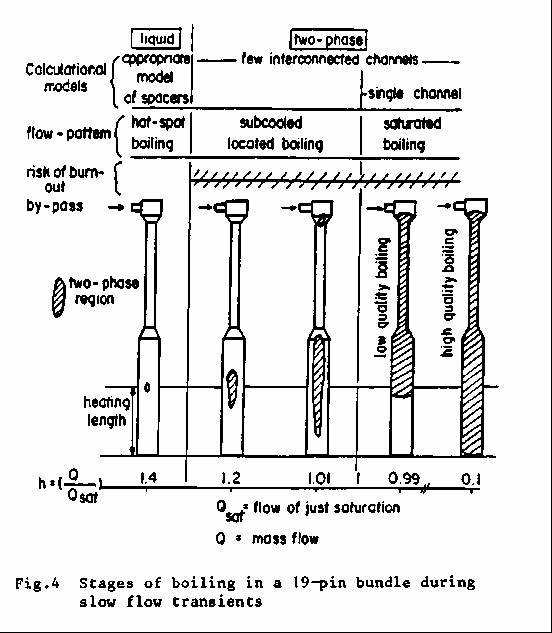 liquid two-phase
Calculational models
appropriate model of spacers
few interconnected channels
single channel
flow-pattern
hot-spot boiling
subcooled located boiling
saturated boiling
risk of burn-out
by-pass
two-phase region
low quality boiling
high quality boiling
heating length
h=(Q/Qsat) 1.4 1.2 1.01 1 0.99 0.1
Qsat= flow of just saturation
Q = mass flow
Fig.4 Stages of boiling in a 19-pin bundle during
slow flow transients